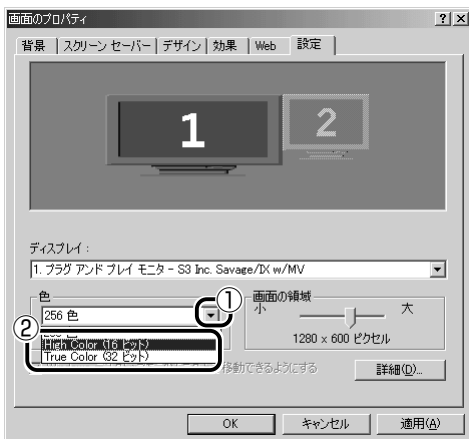 画面のプロパティ
背景 スクリーン セーバー デザイン 効果 Web 設定
1
2
ディスプレイ：
1. プラグ アンド プレイ モニタ - S3 Inc. Savage/IX w/MV
色
①
画面の領域
256 色
小 大
②
High Color (16 ビット)
True Color (32 ビット)
1280 x 600 ピクセル
移動できるようにする
詳細(D)...
OK キャンセル 適用(A)